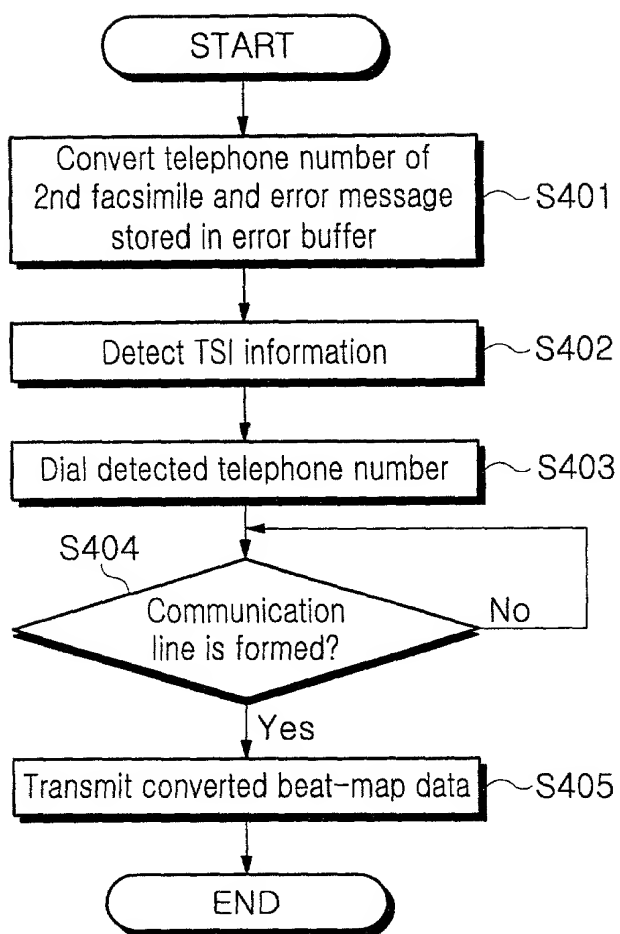 START
Convert telephone number of
2nd facsimile and error message
stored in error buffer
S401
Detect TSI information
S402
Dial detected telephone number
S403
S404
Communication
line is formed?
No
Yes
Transmit converted beat-map data
S405
END